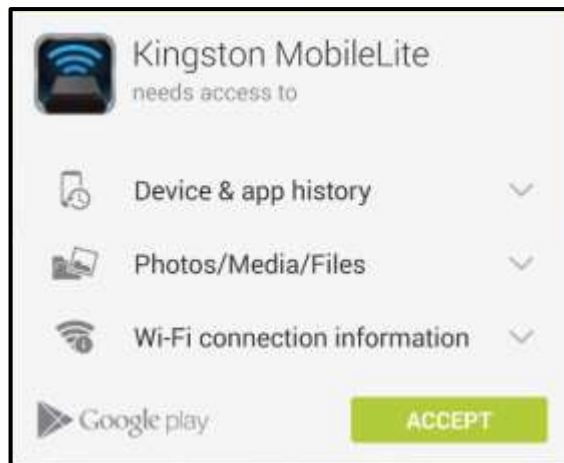 Kingston MobileLite
needs access to
Device & app history
Photos/Media/Files
Wi-Fi connection information
Google play
ACCEPT